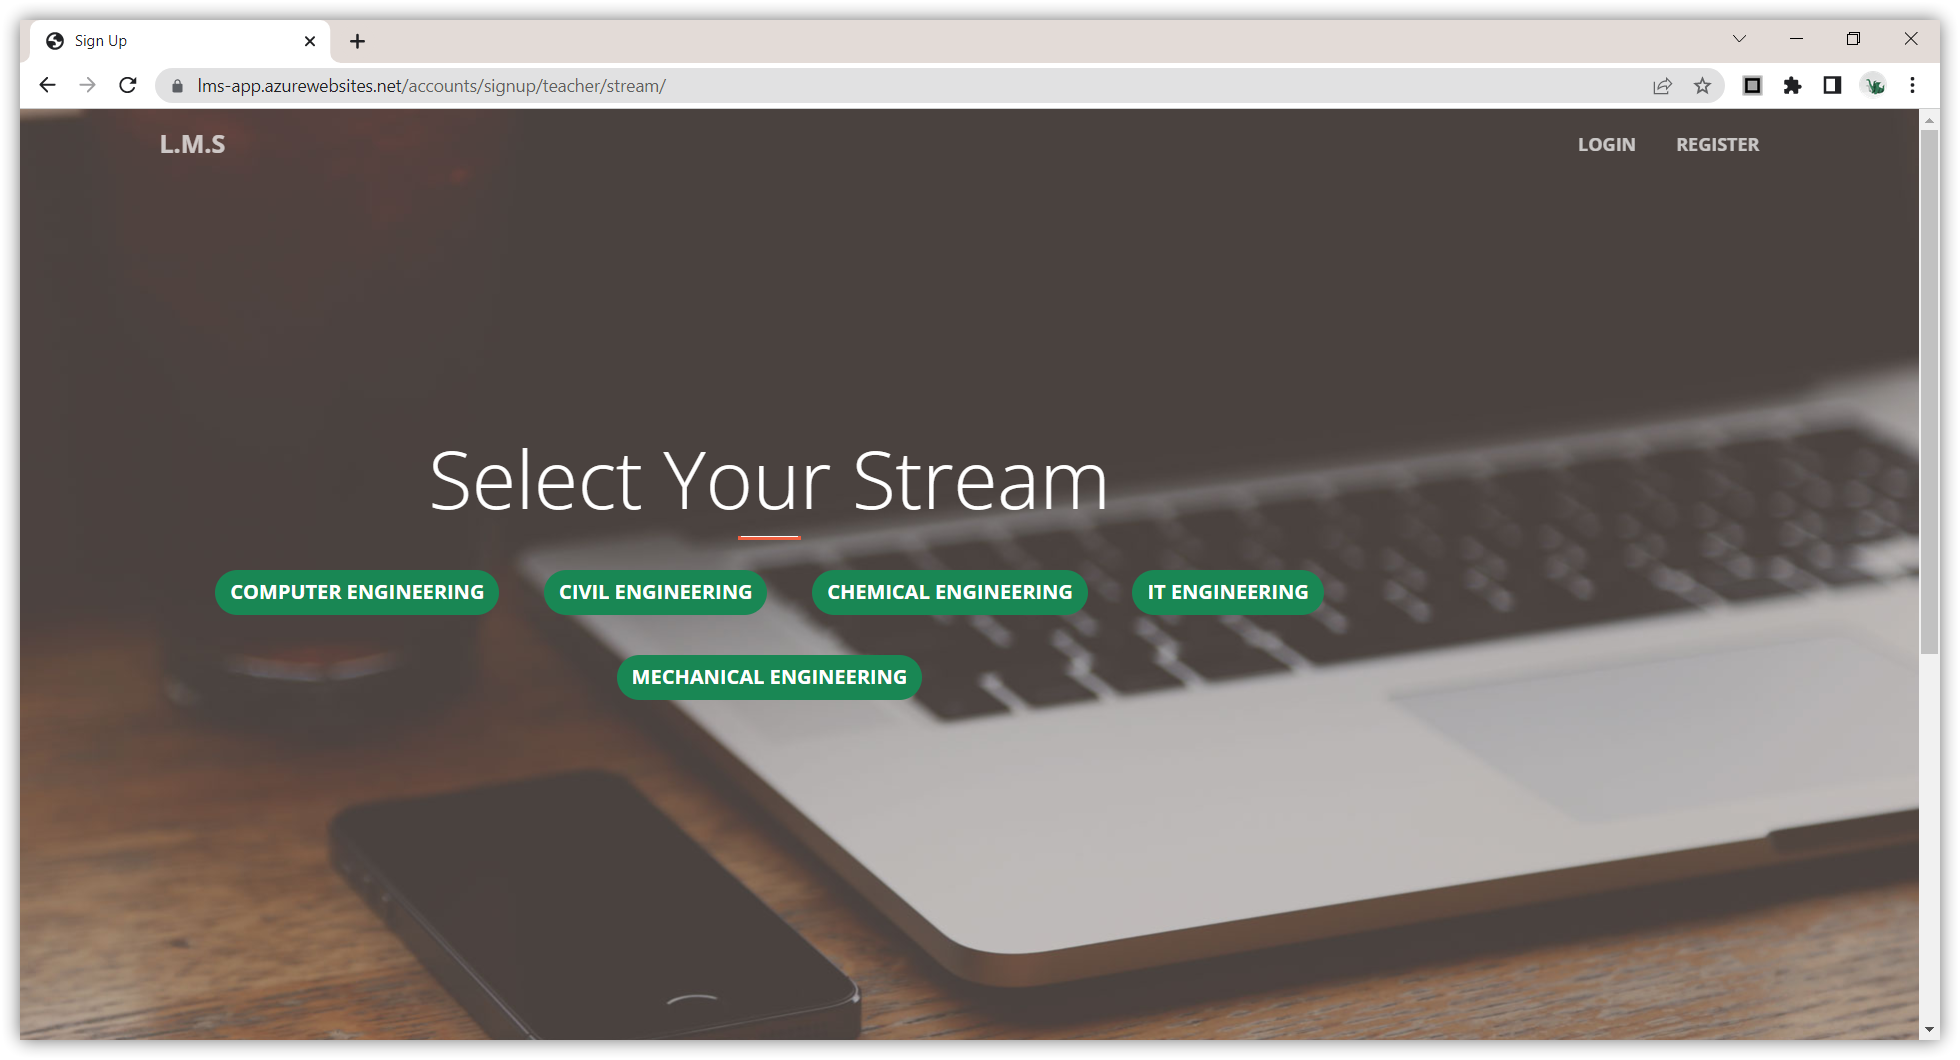 Sign Up
lms-app.azurewebsites.net/accounts/signup/teacher/stream/
L.M.S
LOGIN REGISTER
Select Your Stream
COMPUTER ENGINEERING CIVIL ENGINEERING CHEMICAL ENGINEERING IT ENGINEERING
MECHANICAL ENGINEERING